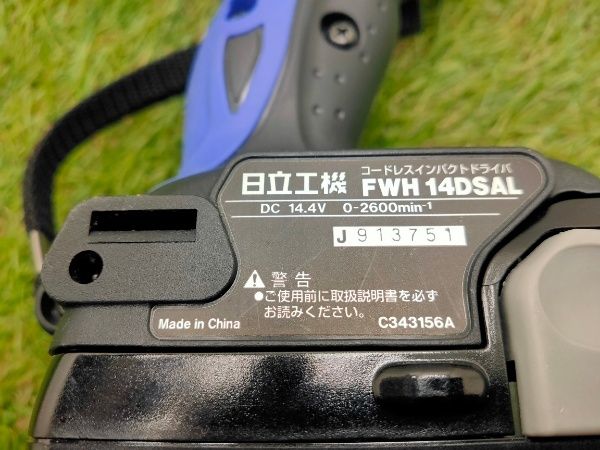 コードレスインパクトドライバ
日立工機 FWH 14DSAL
DC 14.4V 0-2600min⁻¹
J913751
⚠警告
●ご使用前に取扱説明書を必ず
お読みください。
Made in China C343156A